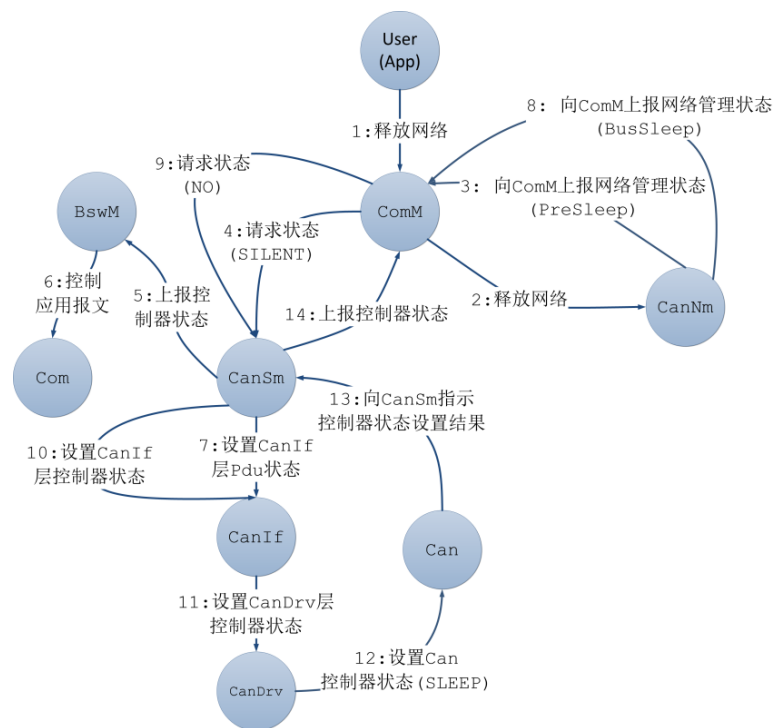 User
(App)
1:释放网络
8: 向ComM上报网络管理状态
(BusSleep)
9:请求状态
(NO)
3: 向ComM上报网络管理状态
(PreSleep)
BswM
4:请求状态
(SILENT)
ComM
6:控制
应用报文
5:上报控
制器状态
14:上报控制器状态
2:释放网络
CanNm
Com
CanSm
13:向CanSm指示
控制器状态设置结果
10:设置CanIf
层控制器状态
7:设置CanIf
层Pdu状态
CanIf
Can
11:设置CanDrv层
控制器状态
12:设置Can
控制器状态(SLEEP)
CanDrv